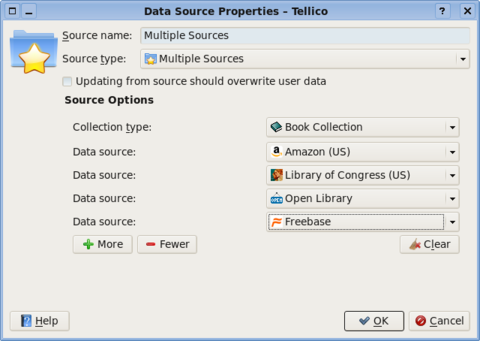 Data Source Properties – Tellico
Source name: Multiple Sources
Source type: Multiple Sources
Updating from source should overwrite user data
Source Options
Collection type: Book Collection
Data source: Amazon (US)
Data source: Library of Congress (US)
Data source: Open Library
Data source: Freebase
More Fewer Clear
Help OK Cancel